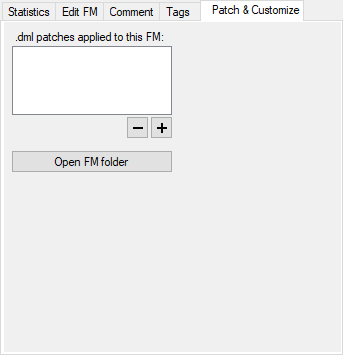 Statistics Edit FM Comment Tags Patch & Customize
.dml patches applied to this FM:
Open FM folder